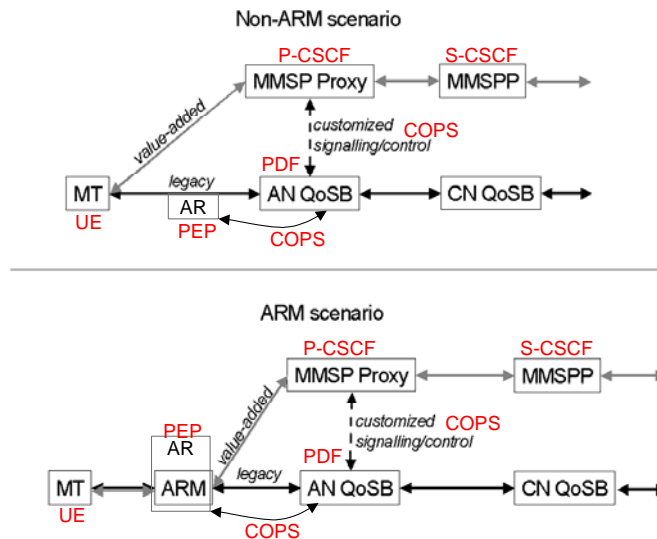 Non-ARM scenario
P-CSCF
S-CSCF
MMSP Proxy
MMSPP
value-added
customized
signalling/control
COPS
PDF
legacy
MT
AN QoSB
CN QoSB
AR
UE
PEP
COPS
ARM scenario
P-CSCF
S-CSCF
MMSP Proxy
MMSPP
value-added
customized
signalling/control
COPS
PEP
AR
PDF
legacy
MT
ARM
AN QoSB
CN QoSB
UE
COPS